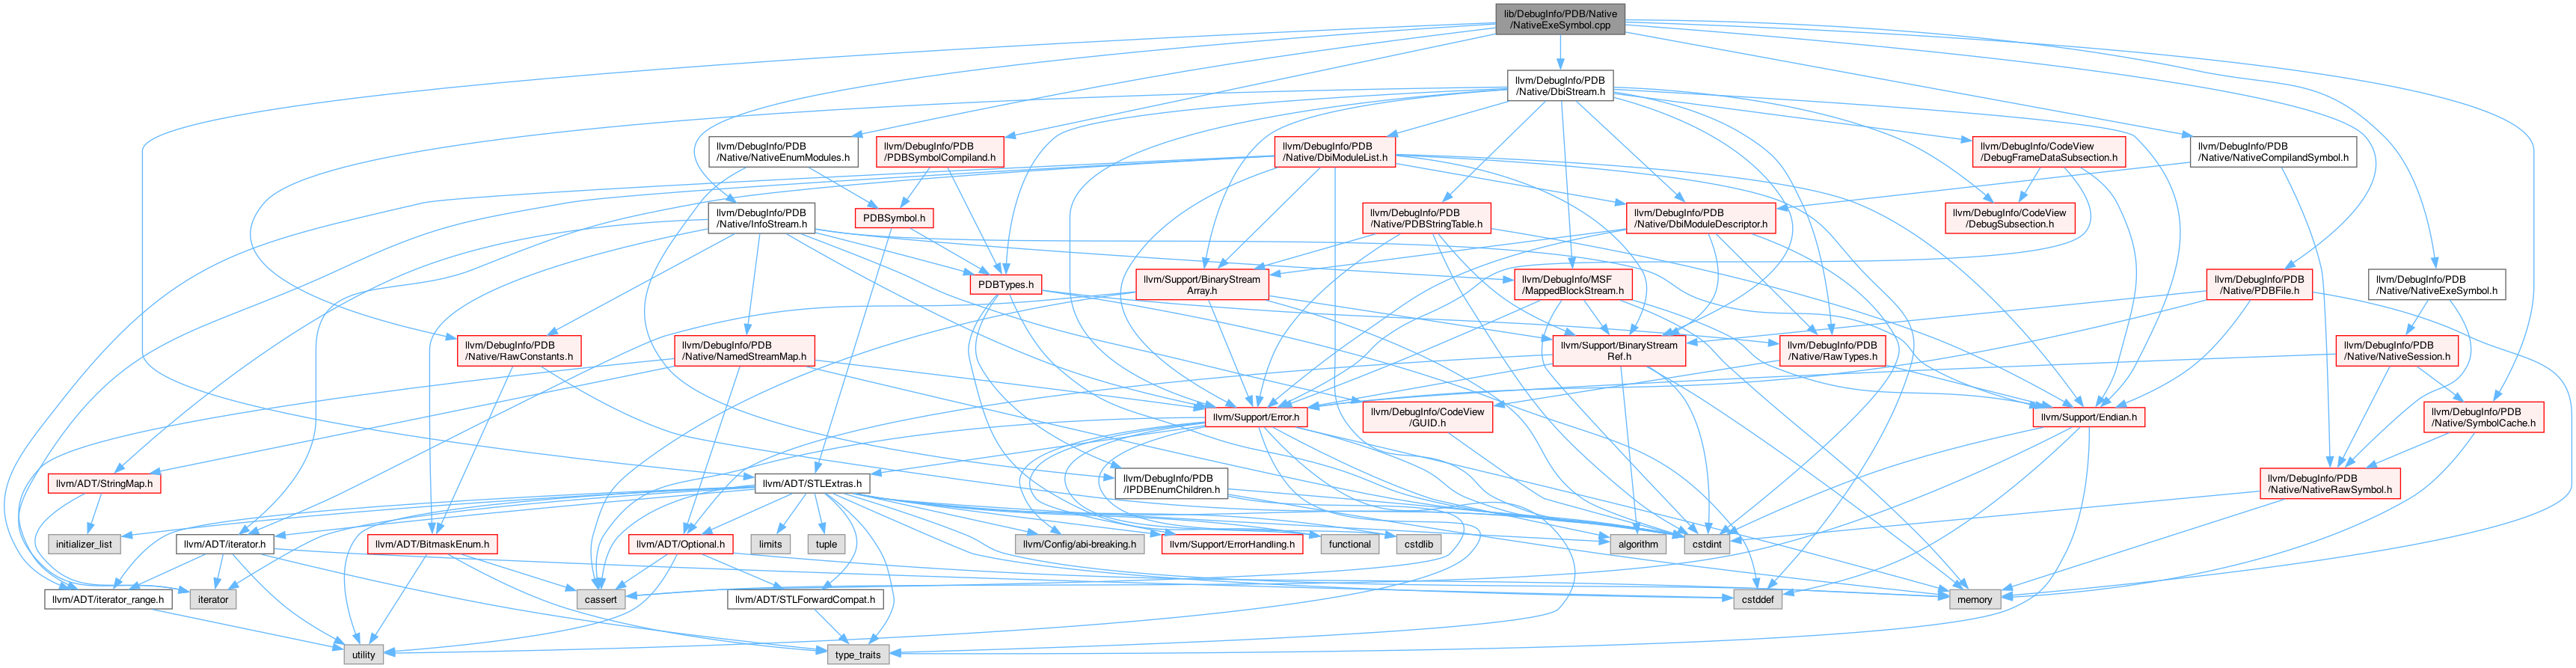 lib/DebugInfo/PDB/Native
/NativeExeSymbol.cpp
llvm/DebugInfo/PDB
/Native/DbiStream.h
llvm/DebugInfo/PDB
/Native/NativeEnumModules.h
llvm/DebugInfo/PDB
/PDBSymbolCompiland.h
llvm/DebugInfo/PDB
/Native/DbiModuleList.h
llvm/DebugInfo/CodeView
/DebugFrameDataSubsection.h
llvm/DebugInfo/PDB
/Native/NativeCompilandSymbol.h
llvm/DebugInfo/PDB
/Native/InfoStream.h
PDBSymbol.h
llvm/DebugInfo/PDB
/Native/PDBStringTable.h
llvm/DebugInfo/PDB
/Native/DbiModuleDescriptor.h
llvm/DebugInfo/CodeView
/DebugSubsection.h
PDBTypes.h
llvm/Support/BinaryStream
Array.h
llvm/DebugInfo/MSF
/MappedBlockStream.h
llvm/DebugInfo/PDB
/Native/PDBFile.h
llvm/DebugInfo/PDB
/Native/NativeExeSymbol.h
llvm/DebugInfo/PDB
/Native/RawConstants.h
llvm/DebugInfo/PDB
/Native/NamedStreamMap.h
llvm/Support/BinaryStream
Ref.h
llvm/DebugInfo/PDB
/Native/RawTypes.h
llvm/DebugInfo/PDB
/Native/NativeSession.h
llvm/Support/Error.h
llvm/DebugInfo/CodeView
/GUID.h
llvm/Support/Endian.h
llvm/DebugInfo/PDB
/Native/SymbolCache.h
llvm/ADT/StringMap.h
llvm/ADT/STLExtras.h
llvm/DebugInfo/PDB
/IPDBEnumChildren.h
llvm/DebugInfo/PDB
/Native/NativeRawSymbol.h
initializer_list
llvm/ADT/iterator.h
llvm/ADT/BitmaskEnum.h
llvm/ADT/Optional.h
limits
tuple
llvm/Config/abi-breaking.h
llvm/Support/ErrorHandling.h
functional
cstdlib
algorithm
cstdint
llvm/ADT/iterator_range.h
iterator
cassert
llvm/ADT/STLForwardCompat.h
cstddef
memory
utility
type_traits